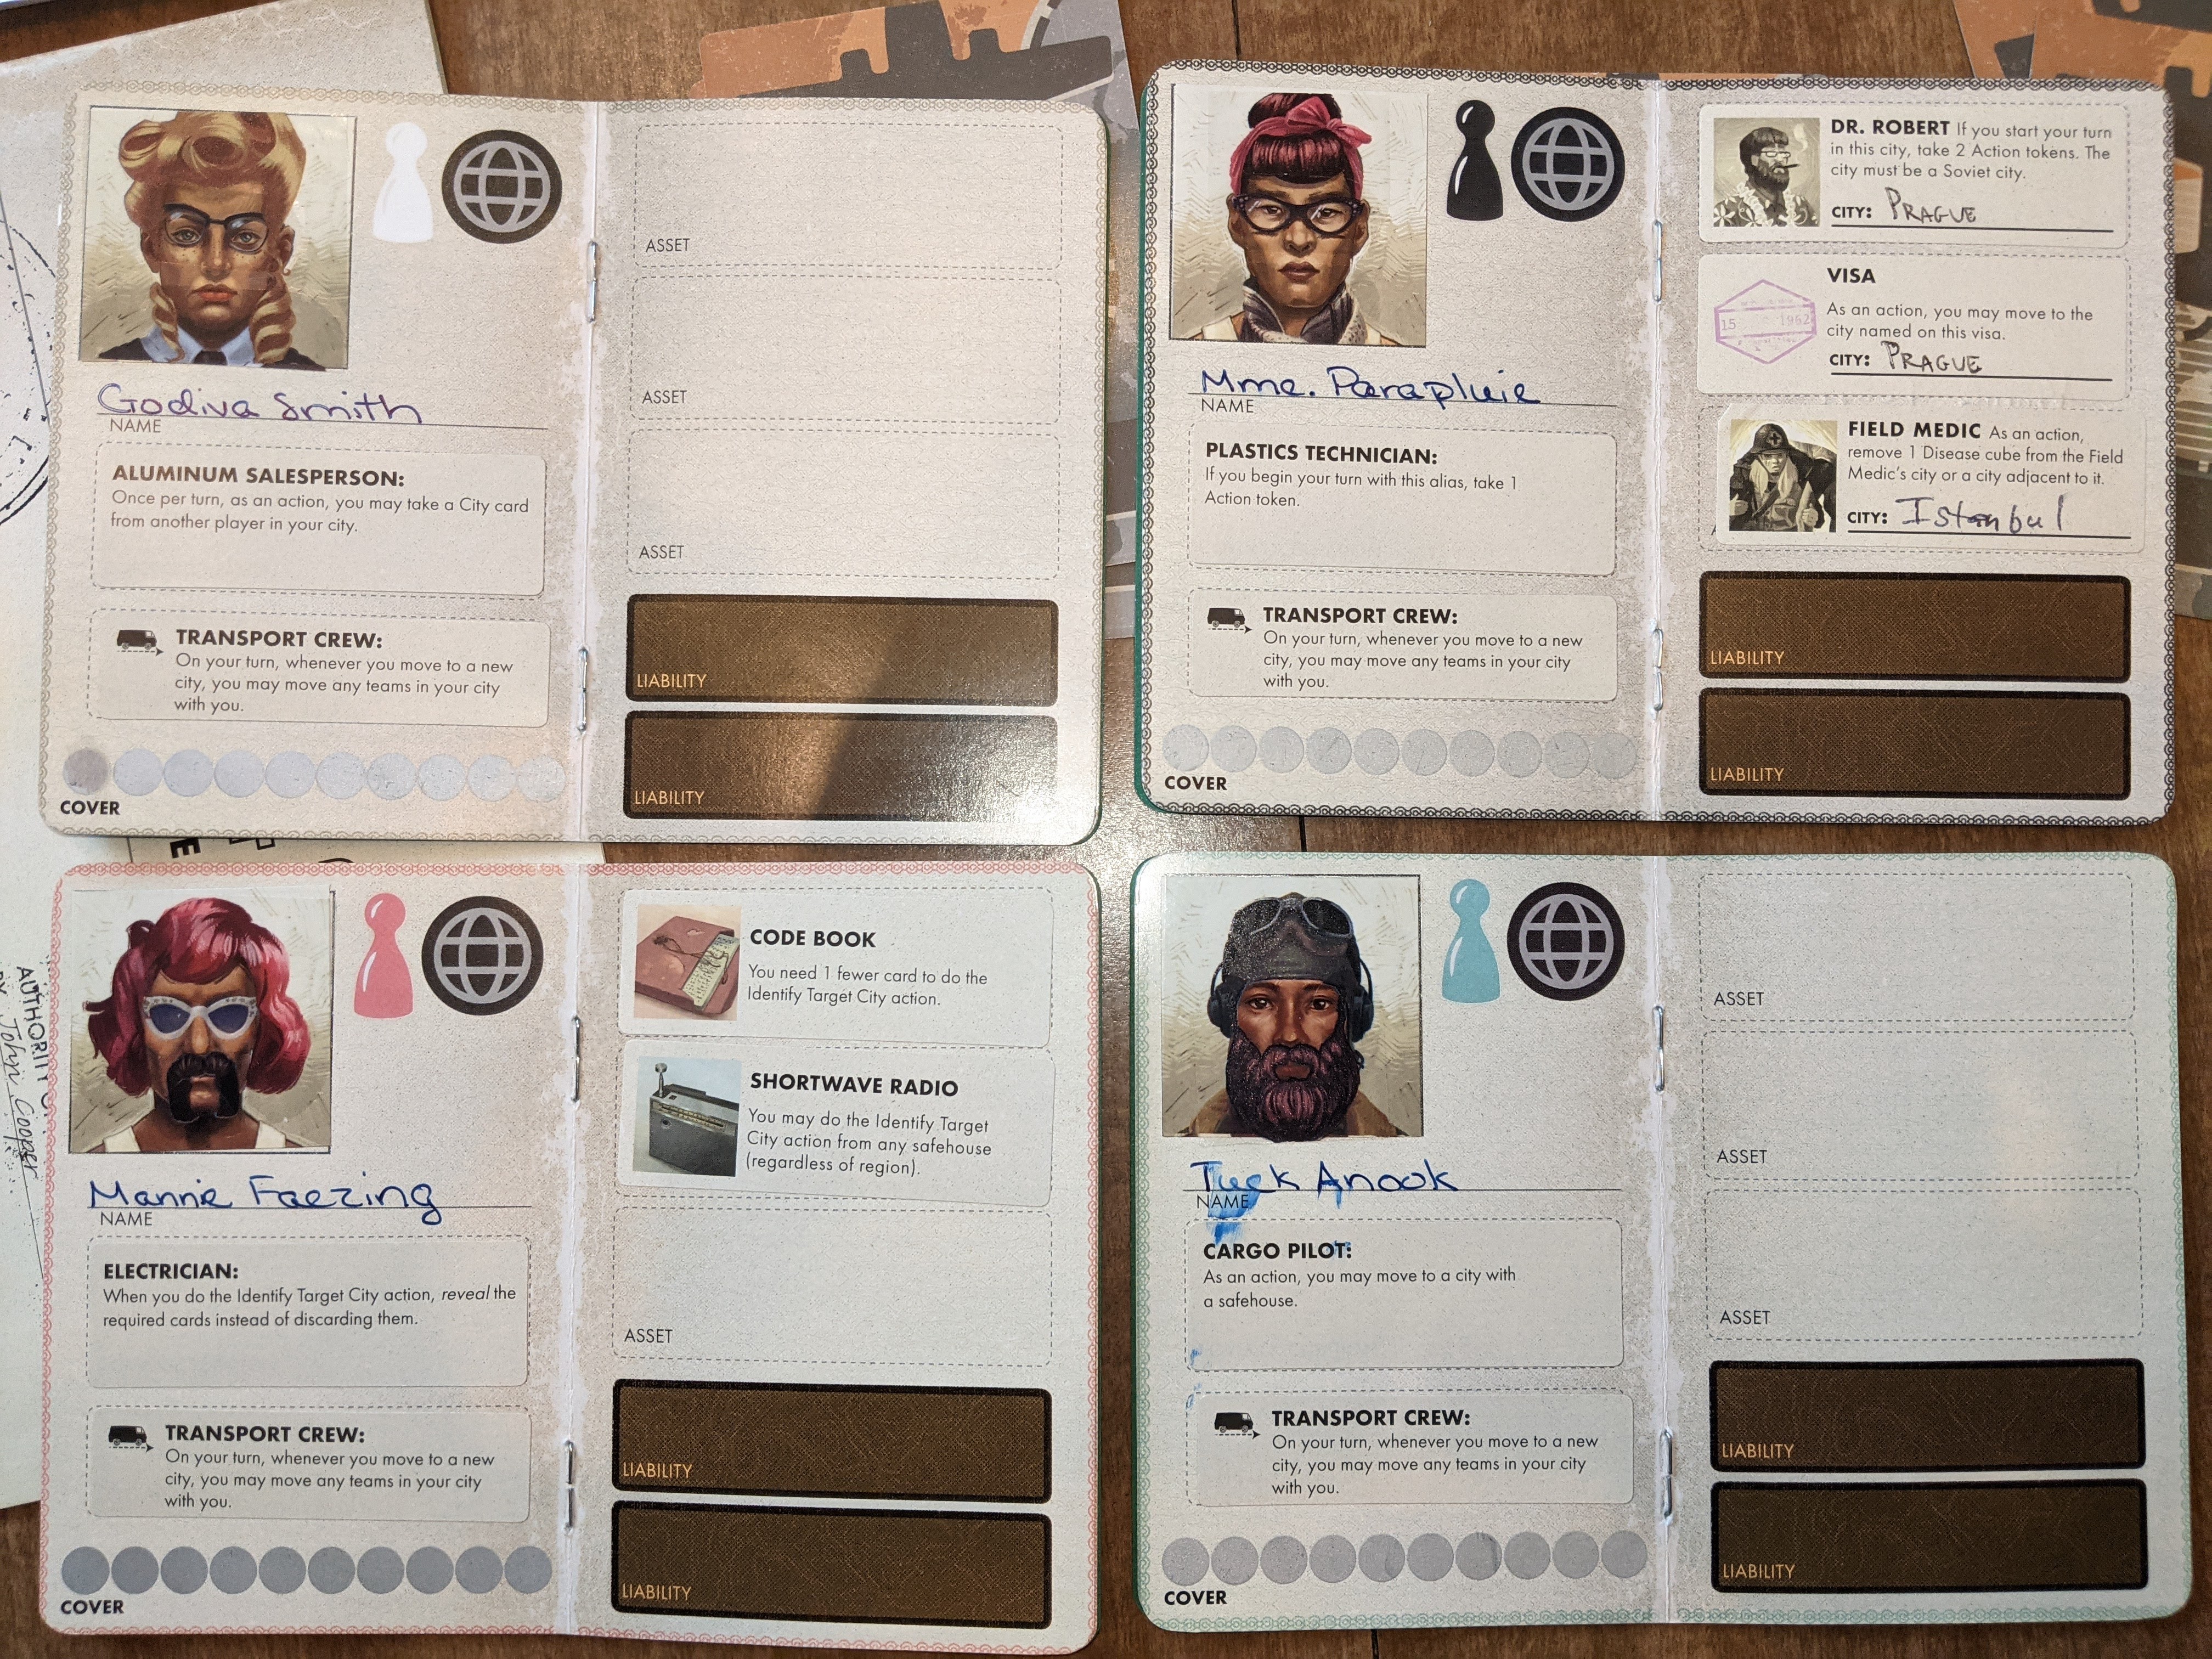 Godiva Smith
NAME
ALUMINUM SALESPERSON:
Once per turn, as an action, you may take a City card
from another player in your city.
TRANSPORT CREW:
On your turn, whenever you move to a new
city, you may move any teams in your city
with you.
COVER
ASSET
ASSET
ASSET
LIABILITY
LIABILITY
Mme. Parapluie
NAME
PLASTICS TECHNICIAN:
If you begin your turn with this alias, take 1
Action token.
TRANSPORT CREW:
On your turn, whenever you move to a new
city, you may move any teams in your city
with you.
COVER
DR. ROBERT If you start your turn
in this city, take 2 Action tokens. The
city must be a Soviet city.
CITY: PRAGUE
VISA
15 1962
As an action, you may move to the
city named on this visa.
CITY: PRAGUE
FIELD MEDIC As an action,
remove 1 Disease cube from the Field
Medic's city or a city adjacent to it.
CITY: Istanbul
LIABILITY
LIABILITY
AUTHORITY
John Cooper
Mannie Faezing
NAME
ELECTRICIAN:
When you do the Identify Target City action, reveal the
required cards instead of discarding them.
TRANSPORT CREW:
On your turn, whenever you move to a new
city, you may move any teams in your city
with you.
COVER
CODE BOOK
You need 1 fewer card to do the
Identify Target City action.
SHORTWAVE RADIO
You may do the Identify Target
City action from any safehouse
(regardless of region).
ASSET
LIABILITY
LIABILITY
Tuck Anook
NAME
CARGO PILOT:
As an action, you may move to a city with
a safehouse.
TRANSPORT CREW:
On your turn, whenever you move to a new
city, you may move any teams in your city
with you.
COVER
ASSET
ASSET
ASSET
LIABILITY
LIABILITY